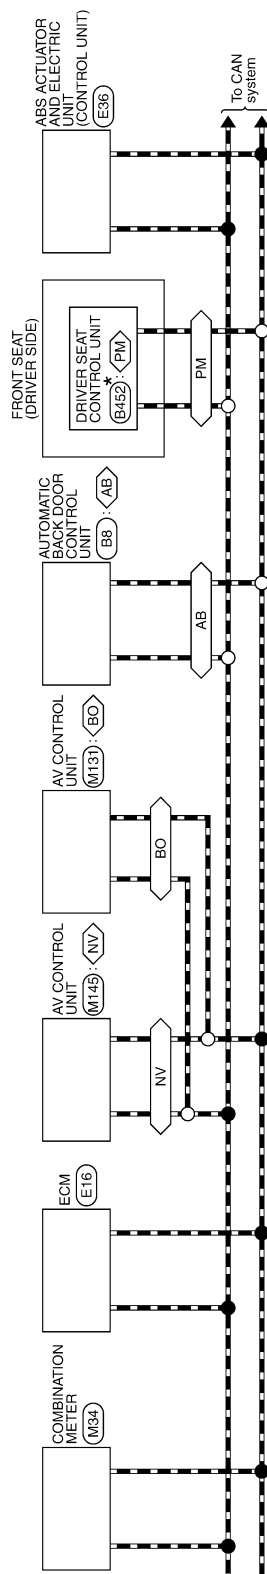 ABS ACTUATOR
AND ELECTRIC
UNIT
(CONTROL UNIT)
E36
To CAN
system
FRONT SEAT
(DRIVER SIDE)
DRIVER SEAT
CONTROL UNIT
*
B452 : PM
PM
AUTOMATIC
BACK DOOR
CONTROL
UNIT
B8 : AB
AB
AV CONTROL
UNIT
M131 : BO
BO
AV CONTROL
UNIT
M145 : NV
NV
ECM
E16
COMBINATION
METER
M34